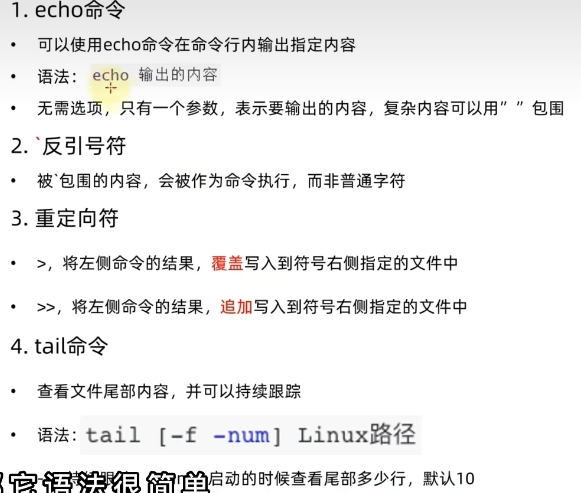 1. echo命令
• 可以使用echo命令在命令行内输出指定内容
• 语法： echo 输出的内容
• 无需选项，只有一个参数，表示要输出的内容，复杂内容可以用” ”包围
2. `反引号符
• 被`包围的内容，会被作为命令执行，而非普通字符
3. 重定向符
• >，将左侧命令的结果，覆盖写入到符号右侧指定的文件中
• >>，将左侧命令的结果，追加写入到符号右侧指定的文件中
4. tail命令
• 查看文件尾部内容，并可以持续跟踪
• 语法：tail [-f -num] Linux路径
启动的时候查看尾部多少行，默认10
它语法很简单